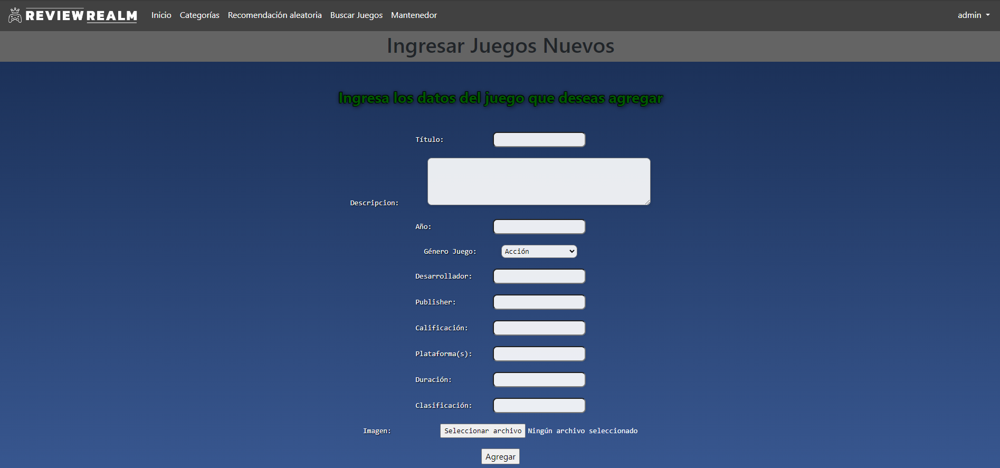 REVIEWREALM Inicio Categorías Recomendación aleatoria Buscar Juegos Mantenedor admin
Ingresar Juegos Nuevos
Ingresa los datos del juego que deseas agregar
Título:
Descripcion:
Año:
Género Juego: Acción
Desarrollador:
Publisher:
Calificación:
Plataforma(s):
Duración:
Clasificación:
Imagen: Seleccionar archivo Ningún archivo seleccionado
Agregar